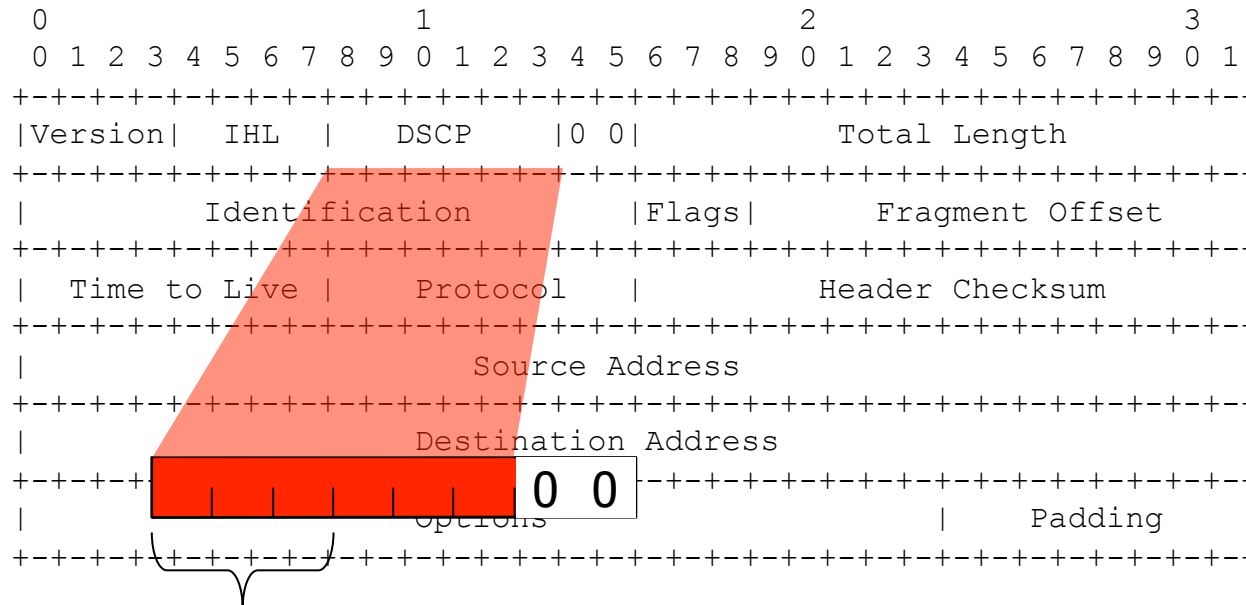 0 1 2 3
0 1 2 3 4 5 6 7 8 9 0 1 2 3 4 5 6 7 8 9 0 1 2 3 4 5 6 7 8 9 0 1
+-+-+-+-+-+-+-+-+-+-+-+-+-+-+-+-+-+-+-+-+-+-+-+-+-+-+-+-+-+-+-+-
|Version| IHL | DSCP |0 0| Total Length
+-+-+-+-+-+-+-+-+-+-+-+-+-+-+-+-+-+-+-+-+-+-+-+-+-+-+-+-+-+-+-+-
| Identification |Flags| Fragment Offset
+-+-+-+-+-+-+-+-+-+-+-+-+-+-+-+-+-+-+-+-+-+-+-+-+-+-+-+-+-+-+-+-
| Time to Live | Protocol | Header Checksum
+-+-+-+-+-+-+-+-+-+-+-+-+-+-+-+-+-+-+-+-+-+-+-+-+-+-+-+-+-+-+-+-
| Source Address
+-+-+-+-+-+-+-+-+-+-+-+-+-+-+-+-+-+-+-+-+-+-+-+-+-+-+-+-+-+-+-+-
| Destination Address
+-+-+-+- 0 0 -+-+-+-+-+-+-+-+-+-+-+-+-+-+-+-
| Options | Padding
+-+-+-+-+-+-+-+-+-+-+-+-+-+-+-+-+-+-+-+-+-+-+-+-+-+-+-+-+-+-+-+-